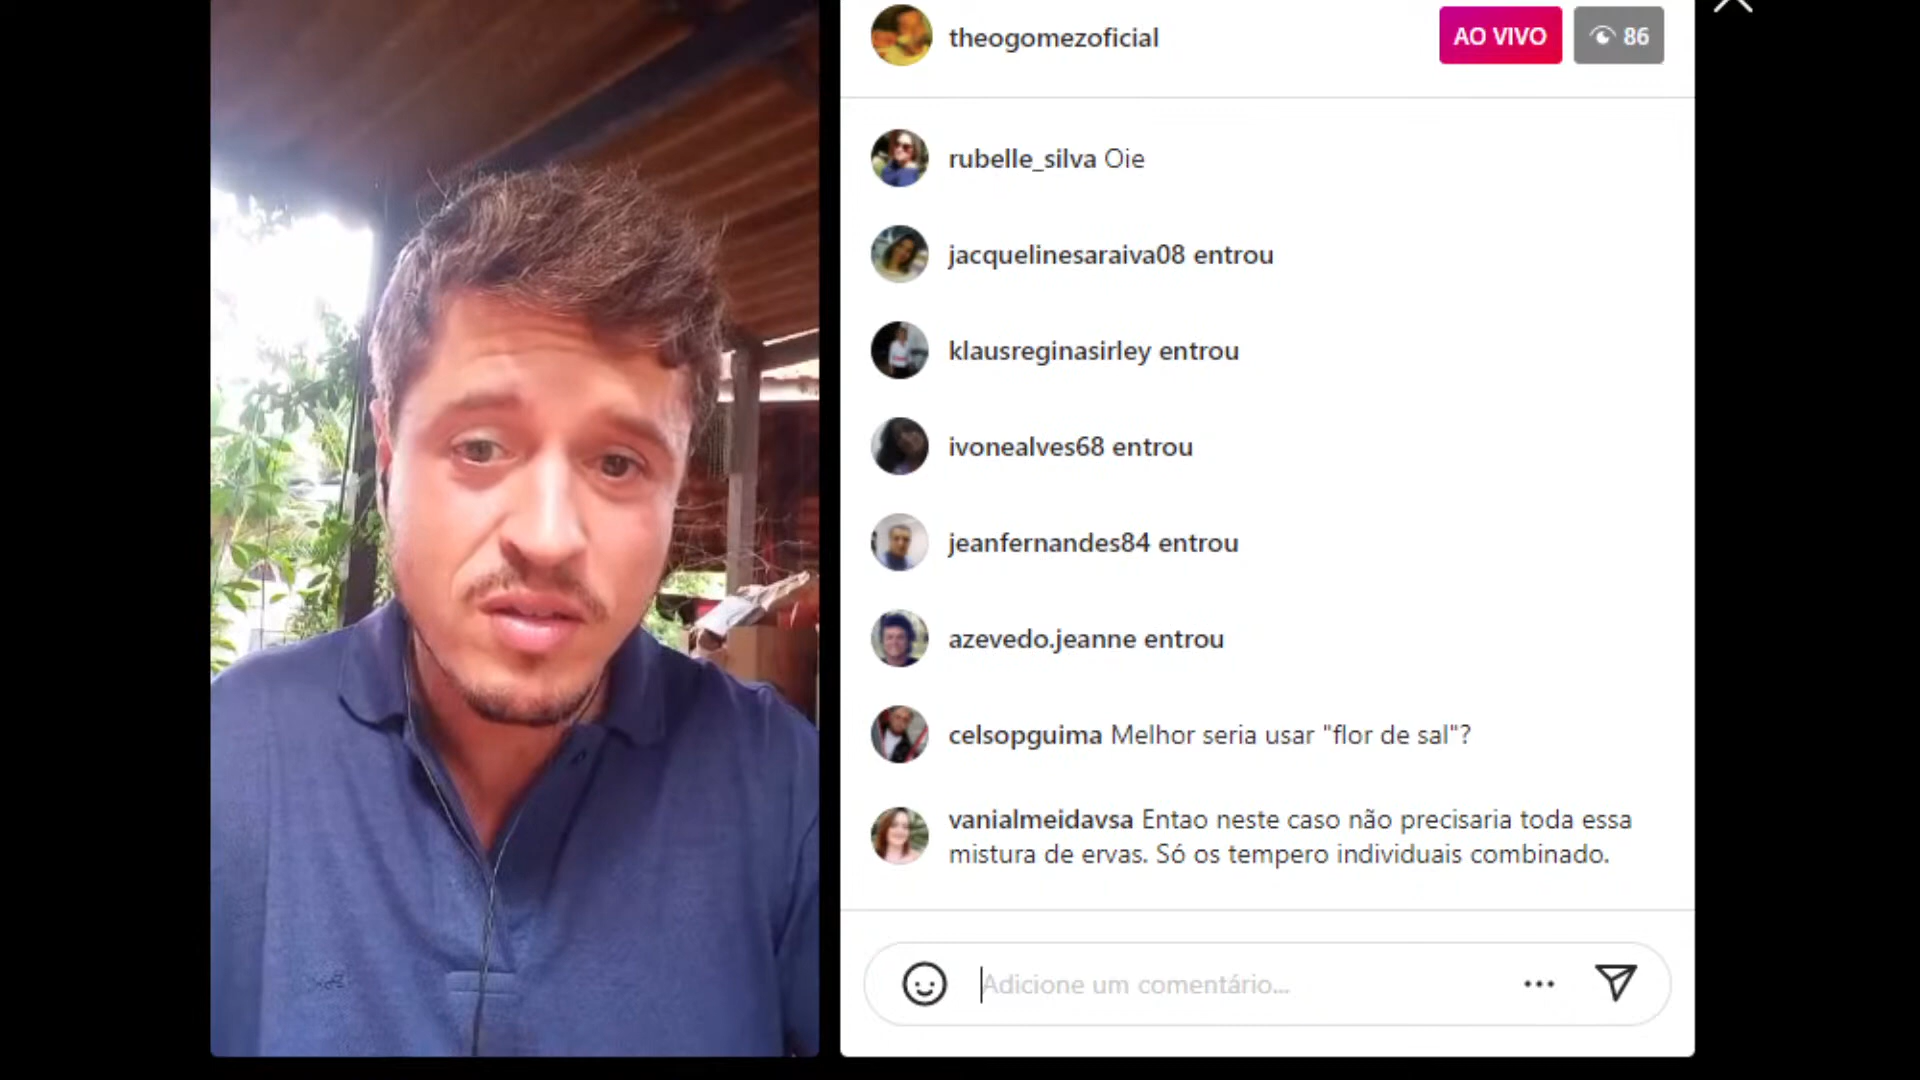 theogomezoficial
AO VIVO
86
rubelle_silva Oie
jacquelinesaraiva08 entrou
klausreginasirley entrou
ivonealves68 entrou
jeanfernandes84 entrou
azevedo.jeanne entrou
celsopguima Melhor seria usar "flor de sal"?
vanialmeidavsa Entao neste caso não precisaria toda essa
mistura de ervas. Só os tempero individuais combinado.
Adicione um comentário...